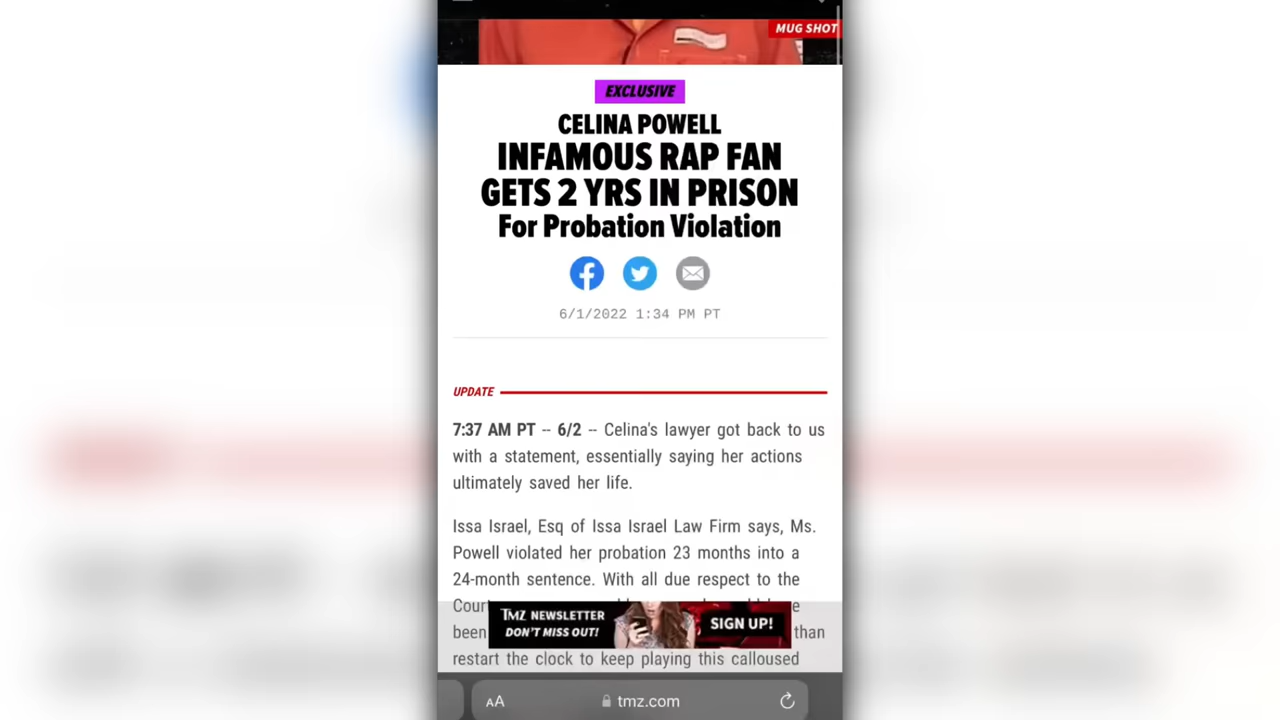 MUG SHOT
EXCLUSIVE
CELINA POWELL
INFAMOUS RAP FAN
GETS 2 YRS IN PRISON
For Probation Violation
6/1/2022 1:34 PM PT
UPDATE
7:37 AM PT -- 6/2 -- Celina's lawyer got back to us
with a statement, essentially saying her actions
ultimately saved her life.
Issa Israel, Esq of Issa Israel Law Firm says, Ms.
Powell violated her probation 23 months into a
24-month sentence. With all due respect to the
TMZ NEWSLETTER
DON'T MISS OUT!
SIGN UP!
been than
restart the clock to keep playing this calloused
AA tmz.com